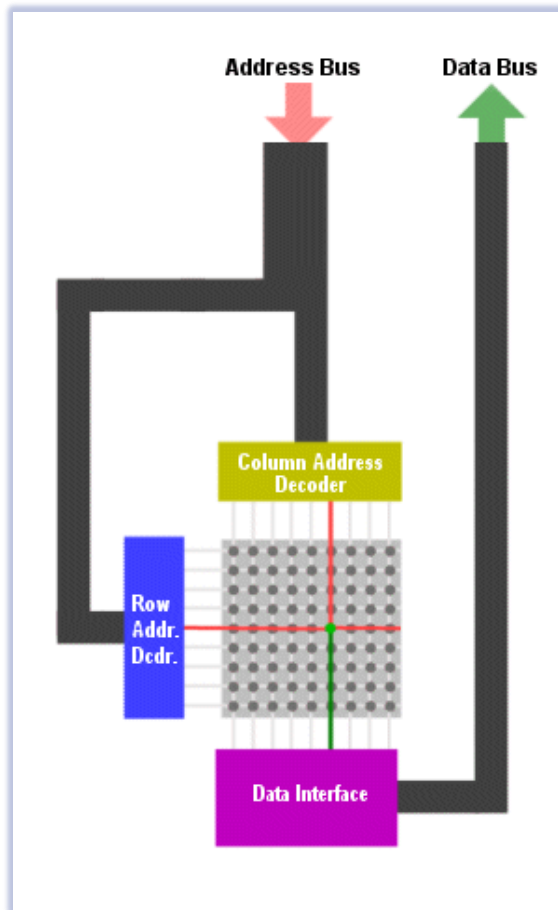 Address Bus
Data Bus
Column Address
Decoder
Row
Addr.
Dcdr.
Data Interface